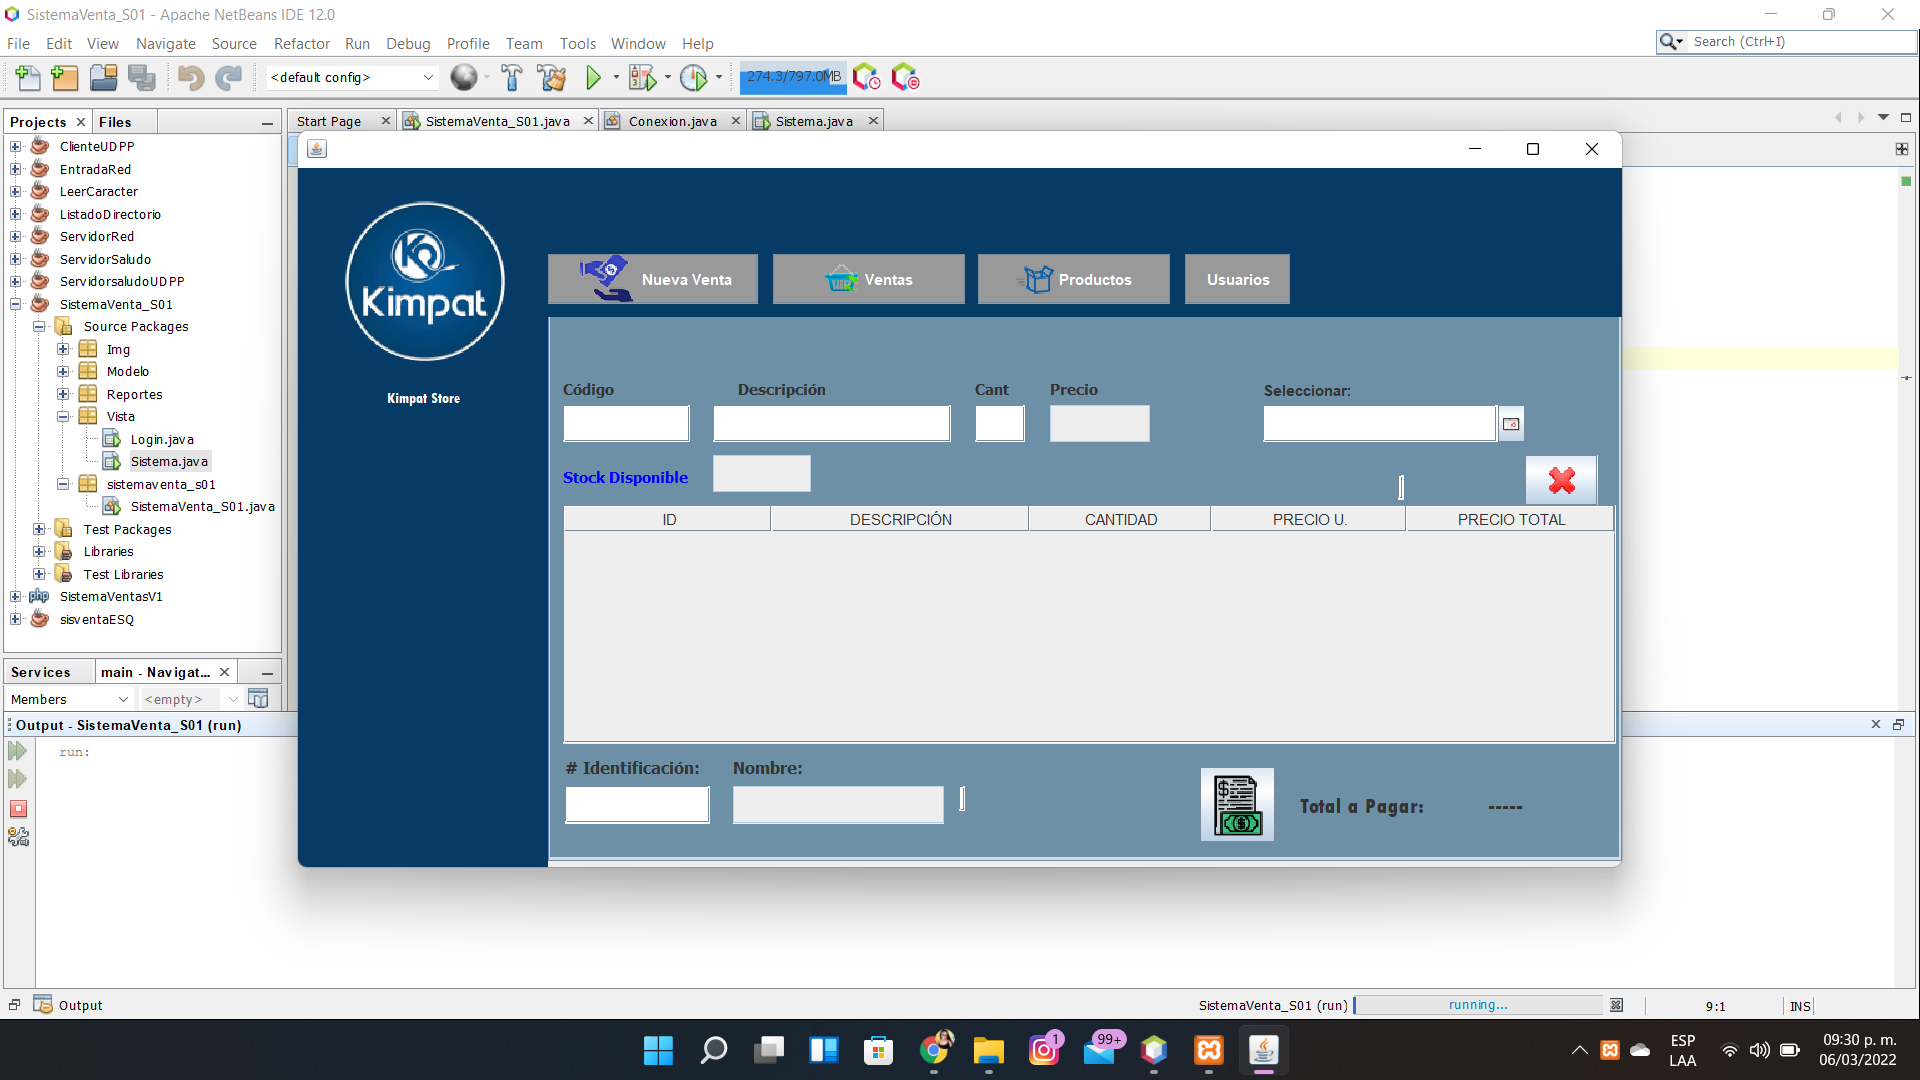 SistemaVenta_S01 - Apache NetBeans IDE 12.0
File Edit View Navigate Source Refactor Run Debug Profile Team Tools Window Help
Search (Ctrl+I)
<default config>
274.3/797.0MB
Projects Files
Start Page SistemaVenta_S01.java Conexion.java Sistema.java
ClienteUDPP
EntradaRed
LeerCaracter
ListadoDirectorio
ServidorRed
ServidorSaludo
ServidorsaludoUDPP
SistemaVenta_S01
Source Packages
Img
Modelo
Reportes
Vista
Login.java
Sistema.java
sistemaventa_s01
SistemaVenta_S01.java
Test Packages
Libraries
Test Libraries
SistemaVentasV1
sisventaESQ
Services main - Navigat...
Members <empty>
Kimpat
Kimpat Store
Nueva Venta Ventas Productos Usuarios
Código Descripción Cant Precio Seleccionar:
Stock Disponible
ID DESCRIPCIÓN CANTIDAD PRECIO U. PRECIO TOTAL
# Identificación: Nombre:
Total a Pagar: -----
Output - SistemaVenta_S01 (run)
run:
Output
SistemaVenta_S01 (run) running... 9:1 INS
1
99+
ESP
LAA
09:30 p. m.
06/03/2022